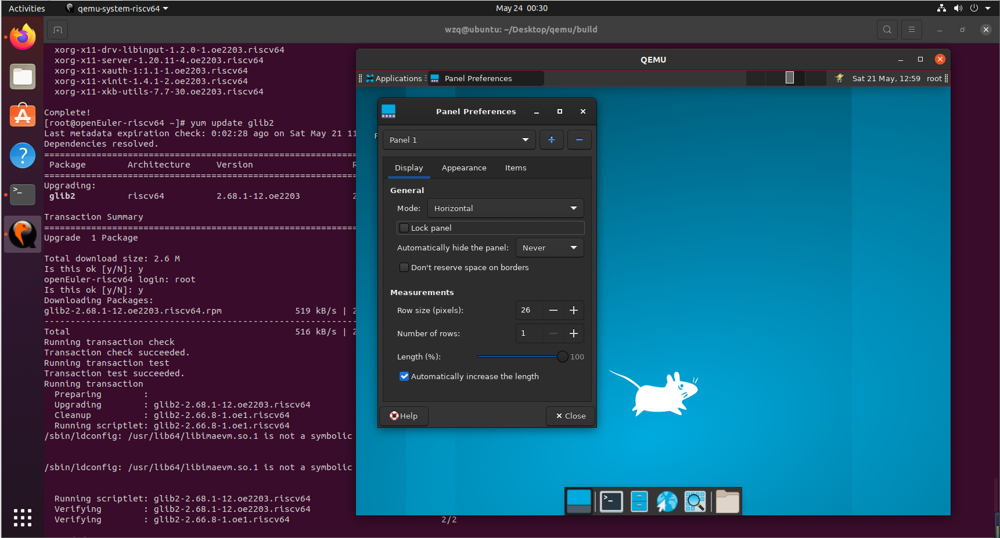 Activities
qemu-system-riscv64
May 24 00:30
wzq@ubuntu: ~/Desktop/qemu/build
xorg-x11-drv-libinput-1.2.0-1.oe2203.riscv64
xorg-x11-server-1.20.11-4.oe2203.riscv64
xorg-x11-xauth-1:1.1-1.oe2203.riscv64
xorg-x11-xinit-1.4.1-2.oe2203.riscv64
xorg-x11-xkb-utils-7.7-30.oe2203.riscv64
Complete!
[root@openEuler-riscv64 ~]# yum update glib2
Last metadata expiration check: 0:02:28 ago on Sat May 21 11
Dependencies resolved.
================================================================
Package Architecture Version R
================================================================
Upgrading:
glib2 riscv64 2.68.1-12.oe2203 2
Transaction Summary
================================================================
Upgrade 1 Package
Total download size: 2.6 M
Is this ok [y/N]: y
openEuler-riscv64 login: root
Is this ok [y/N]: y
Downloading Packages:
glib2-2.68.1-12.oe2203.riscv64.rpm 519 kB/s | 2
----------------------------------------------------------------
Total 516 kB/s | 2
Running transaction check
Transaction check succeeded.
Running transaction test
Transaction test succeeded.
Running transaction
Preparing :
Upgrading : glib2-2.68.1-12.oe2203.riscv64
Cleanup : glib2-2.66.8-1.oe1.riscv64
Running scriptlet: glib2-2.66.8-1.oe1.riscv64
/sbin/ldconfig: /usr/lib64/libimaevm.so.1 is not a symbolic
/sbin/ldconfig: /usr/lib64/libimaevm.so.1 is not a symbolic
Running scriptlet: glib2-2.68.1-12.oe2203.riscv64
Verifying : glib2-2.68.1-12.oe2203.riscv64
Verifying : glib2-2.66.8-1.oe1.riscv64 2/2
QEMU
Applications
Panel Preferences
Sat 21 May, 12:59 root
Panel Preferences
Panel 1
Display Appearance Items
General
Mode: Horizontal
Lock panel
Automatically hide the panel: Never
Don't reserve space on borders
Measurements
Row size (pixels): 26
Number of rows: 1
Length (%): 100
Automatically increase the length
Help
Close